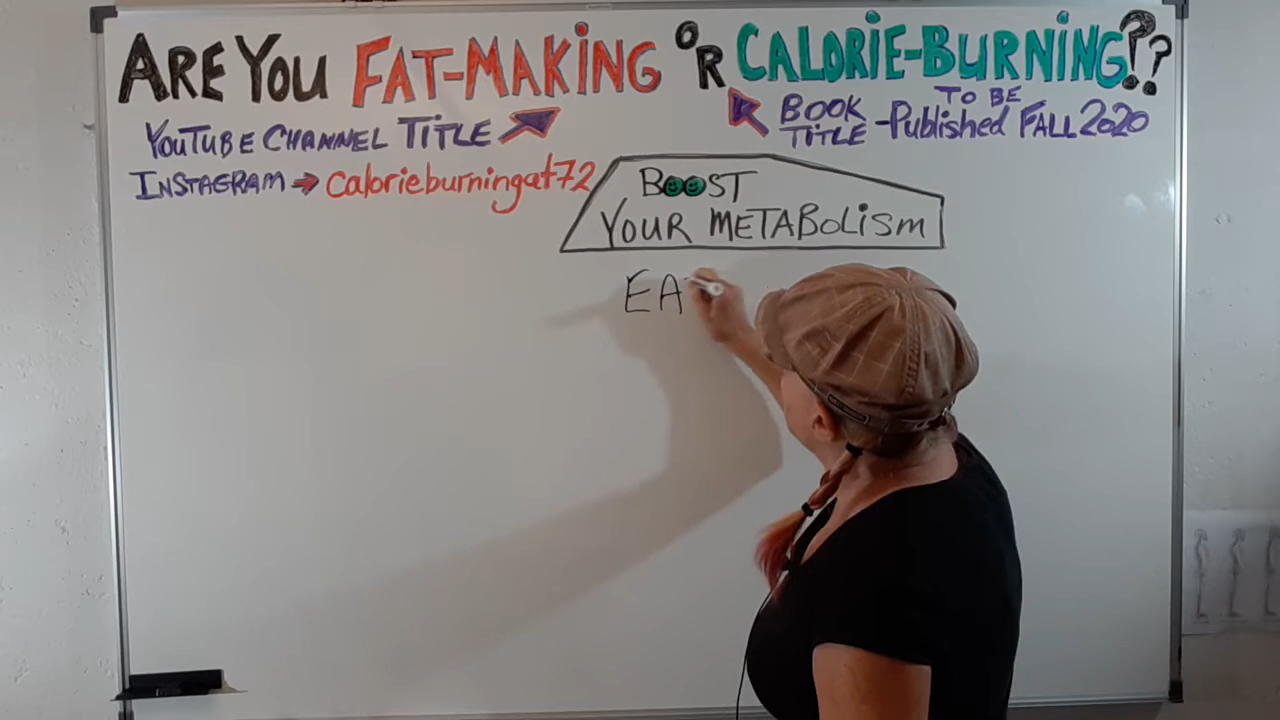 ARE YOU FAT-MAKING OR CALORIE-BURNING??
YOUTUBE CHANNEL TITLE
BOOK TITLE - PUBLISHED TO BE FALL 2020
INSTAGRAM → calorieburningat72
BOOST
YOUR METABOLISM
EA